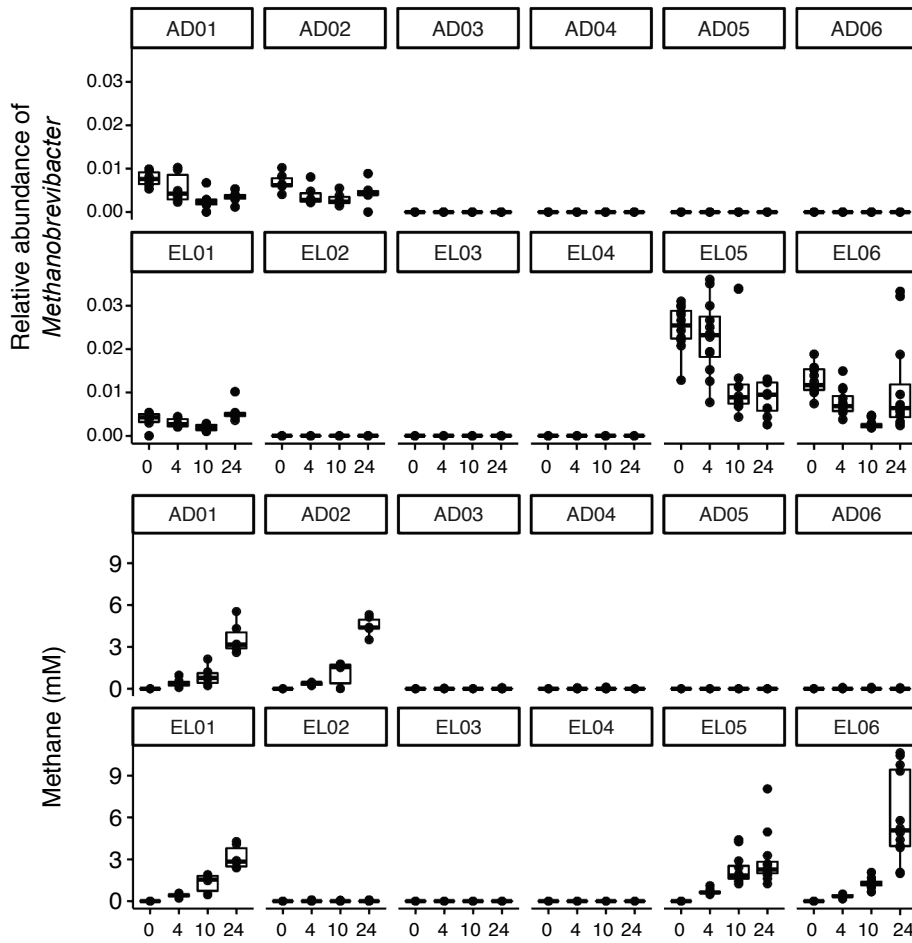 AD01 AD02 AD03 AD04 AD05 AD06
0.03
0.02
0.01
0.00
EL01 EL02 EL03 EL04 EL05 EL06
0.03
0.02
0.01
0.00
0 4 10 24 0 4 10 24 0 4 10 24 0 4 10 24 0 4 10 24 0 4 10 24
Relative abundance of
Methanobrevibacter
AD01 AD02 AD03 AD04 AD05 AD06
9
6
3
0
EL01 EL02 EL03 EL04 EL05 EL06
9
6
3
0
0 4 10 24 0 4 10 24 0 4 10 24 0 4 10 24 0 4 10 24 0 4 10 24
Methane (mM)